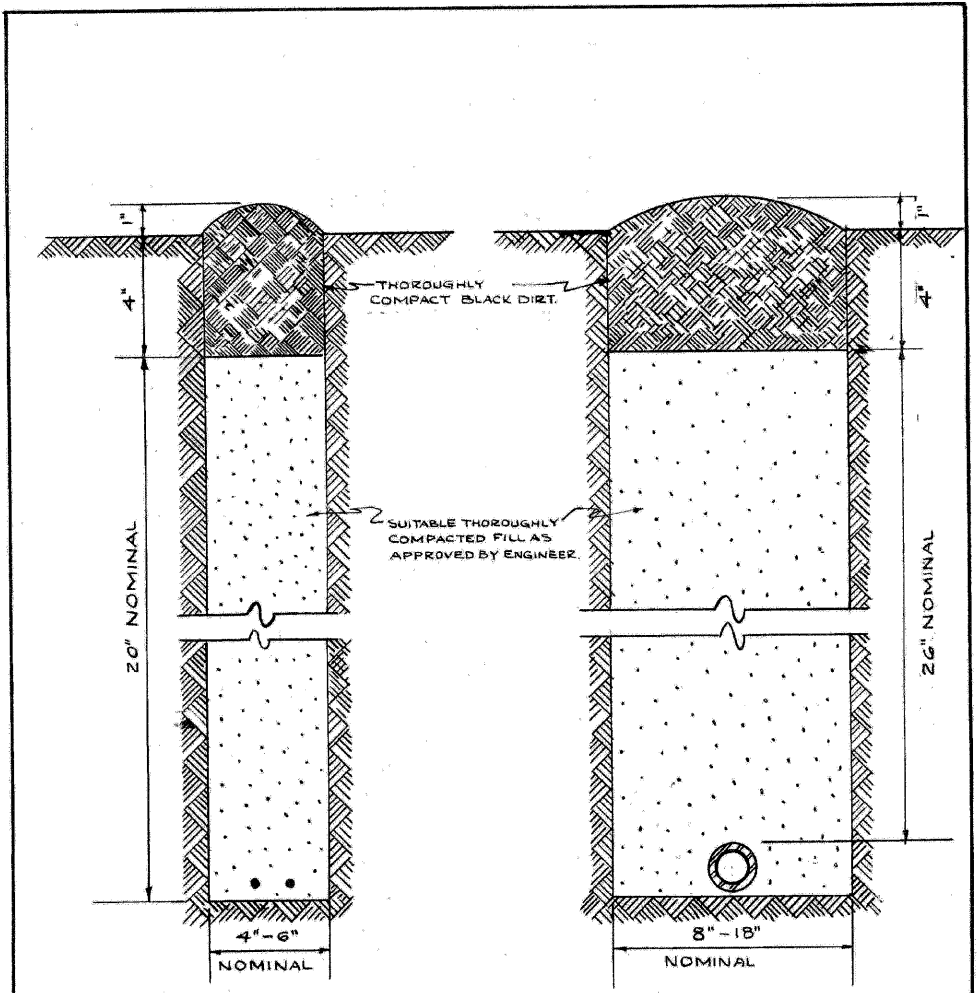 1"
1"
4"
4"
THOROUGHLY
COMPACT BLACK DIRT.
SUITABLE THOROUGHLY
COMPACTED FILL AS
APPROVED BY ENGINEER.
20" NOMINAL
26" NOMINAL
4"-6"
NOMINAL
8"-18"
NOMINAL